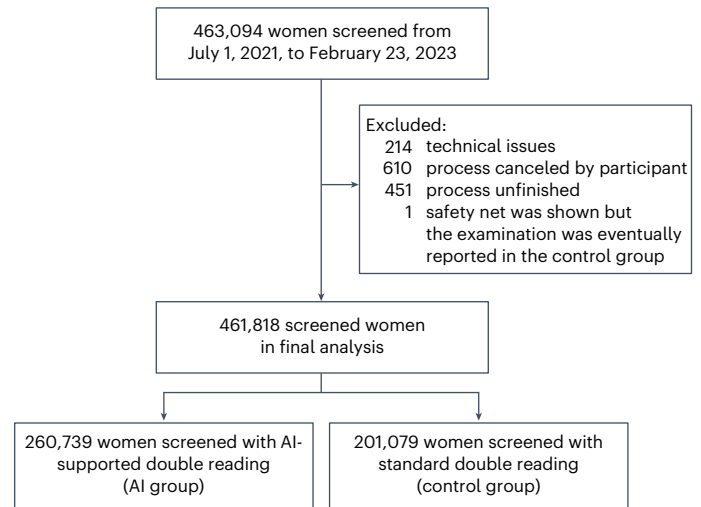 463,094 women screened from
July 1, 2021, to February 23, 2023
Excluded:
214 technical issues
610 process canceled by participant
451 process unfinished
1 safety net was shown but
the examination was eventually
reported in the control group
461,818 screened women
in final analysis
260,739 women screened with AI-
supported double reading
(AI group)
201,079 women screened with
standard double reading
(control group)